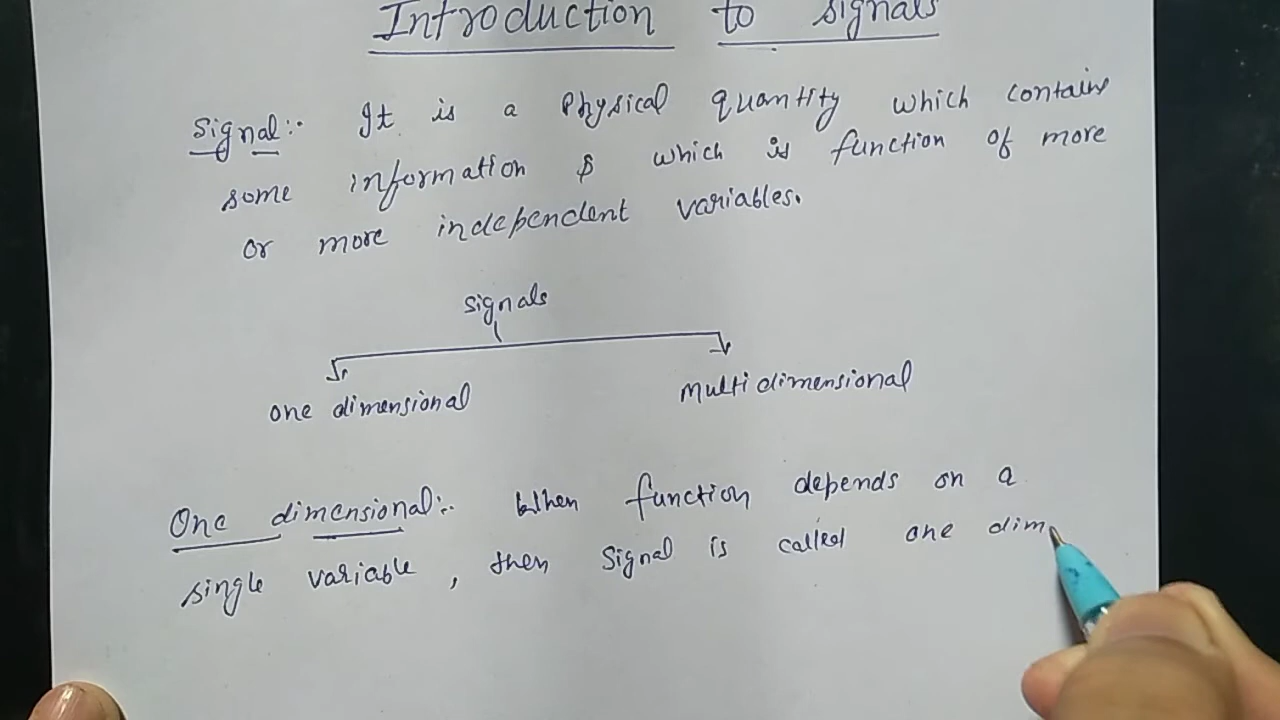 Introduction to signals
Signal:- It is a Physical quantity which contains
some information & which is function of more
or more independent variables.
signals
one dimensional
Multi dimensional
One dimensional:- When function depends on a
single variable, then Signal is called one dim